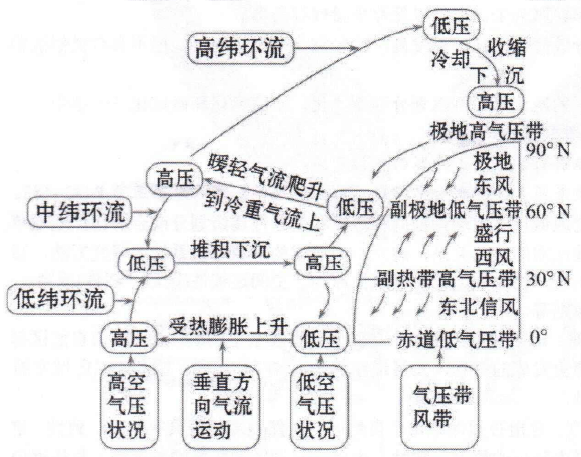 低压
高纬环流
冷却 收缩
下沉
高压
极地高气压带
90°N
暖轻气流爬升
极地
东风
高压
到冷重气流上
低压
中纬环流
副极地低气压带 60°N
盛行
西风
堆积下沉
低压
高压
副热带高气压带 30°N
低纬环流
东北信风
受热膨胀上升
高压
低压
赤道低气压带 0°
高空
气压
状况
垂直方
向气流
运动
低空
气压
状况
气压带
风带